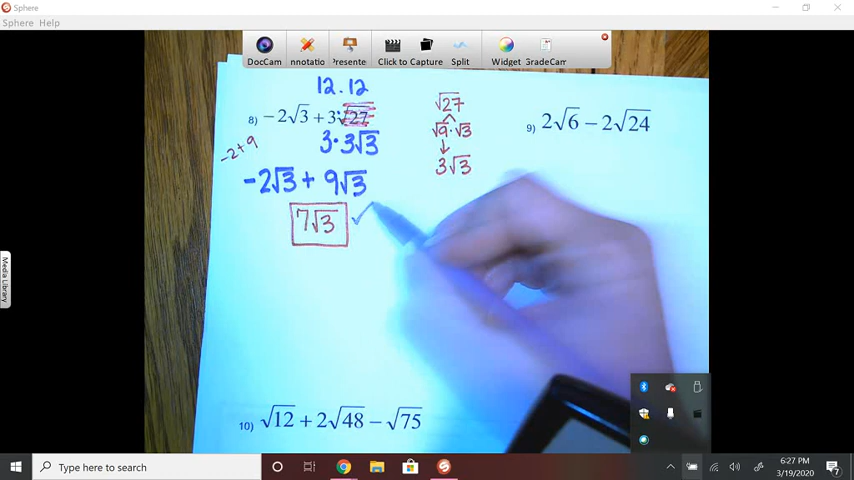 Sphere
Sphere Help
DocCam
nnotatio
Presente
Click to Capture
Split
Widget
GradeCam
12.12
8) −2√3 + 3√27
3·3√3
-2+9
-2√3 + 9√3
7√3 ✓
√27
√9·√3
3√3
9) 2√6 − 2√24
10) √12 + 2√48 − √75
Media Library
Type here to search
6:27 PM
3/19/2020
7